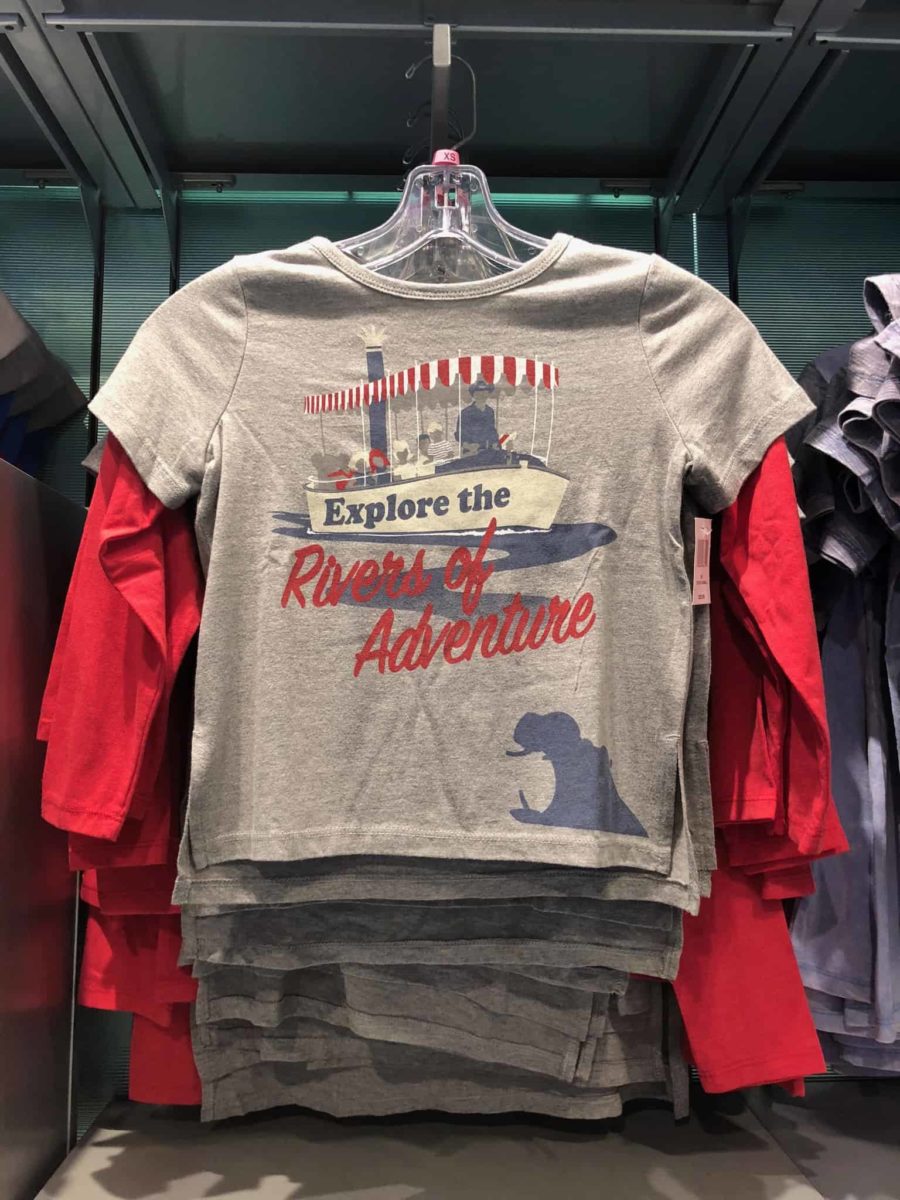 XS
Explore the
Rivers of
Adventure